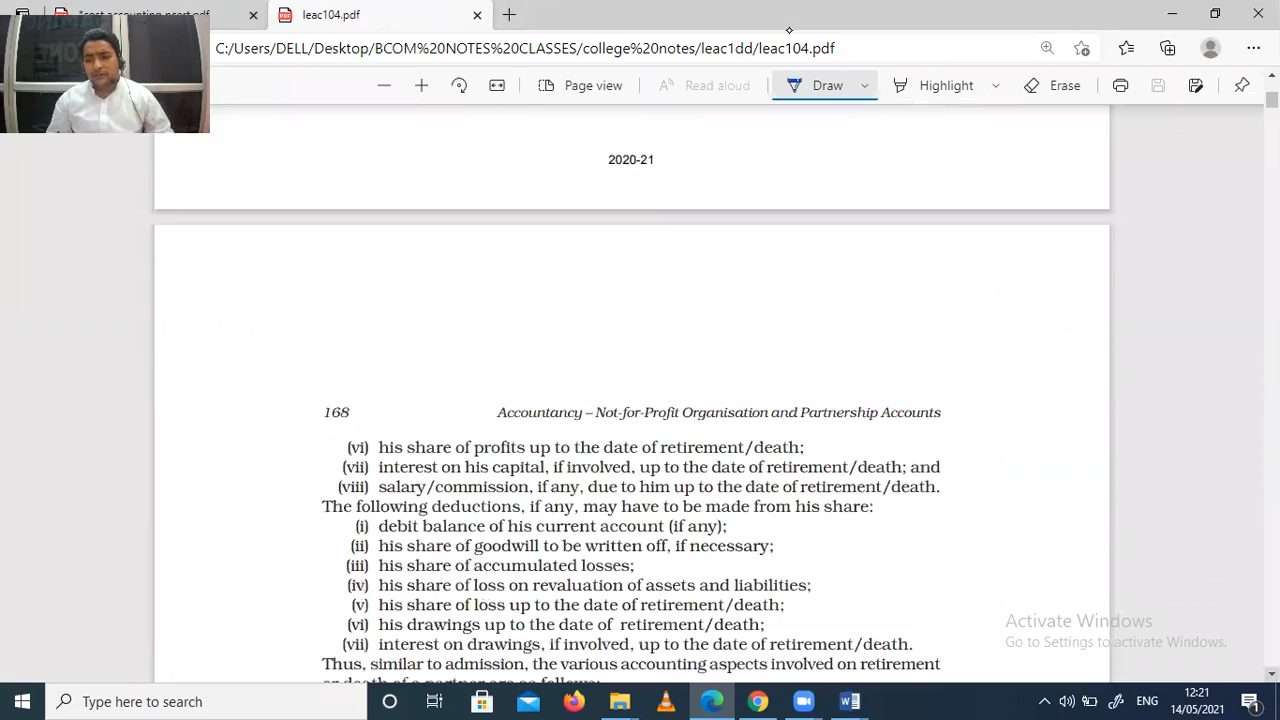 leac104.pdf
C:/Users/DELL/Desktop/BCOM%20NOTES%20CLASSES/college%20notes/leac1dd/leac104.pdf
Page view
Read aloud
Draw
Highlight
Erase
2020-21
168 Accountancy – Not-for-Profit Organisation and Partnership Accounts
(vi) his share of profits up to the date of retirement/death;
(vii) interest on his capital, if involved, up to the date of retirement/death; and
(viii) salary/commission, if any, due to him up to the date of retirement/death.
The following deductions, if any, may have to be made from his share:
(i) debit balance of his current account (if any);
(ii) his share of goodwill to be written off, if necessary;
(iii) his share of accumulated losses;
(iv) his share of loss on revaluation of assets and liabilities;
(v) his share of loss up to the date of retirement/death;
(vi) his drawings up to the date of retirement/death;
(vii) interest on drawings, if involved, up to the date of retirement/death.
Thus, similar to admission, the various accounting aspects involved on retirement
Activate Windows
Go to Settings to activate Windows.
Type here to search
ENG
12:21
14/05/2021